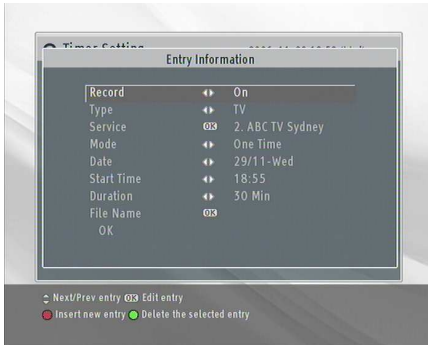 Timer Setting
Entry Information
Record On
Type TV
Service OK 2. ABC TV Sydney
Mode One Time
Date 29/11-Wed
Start Time 18:55
Duration 30 Min
File Name OK
OK
Next/Prev entry OK Edit entry
Insert new entry Delete the selected entry